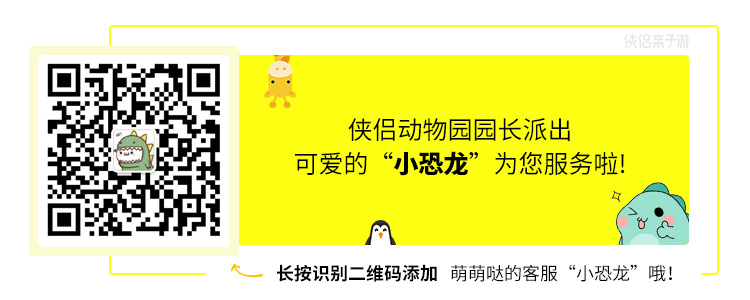 侠侣亲子游
侠侣动物园园长派出
可爱的“小恐龙”为您服务啦!
长按识别二维码添加 萌萌哒的客服“小恐龙”哦!